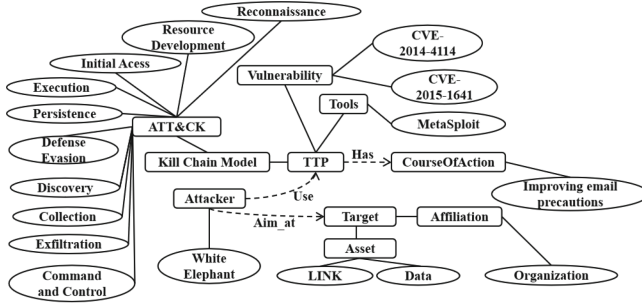 Reconnaissance
Resource
Development
Initial Acess
Execution
Persistence
ATT&CK
Defense
Evasion
Discovery
Collection
Exfiltration
Command
and Control
Kill Chain Model
TTP
Vulnerability
CVE-
2014-4114
CVE-
2015-1641
Tools
MetaSploit
Has
CourseOfAction
Improving email
precautions
Attacker
Use
Aim_at
White
Elephant
Target
Affiliation
Asset
LINK
Data
Organization